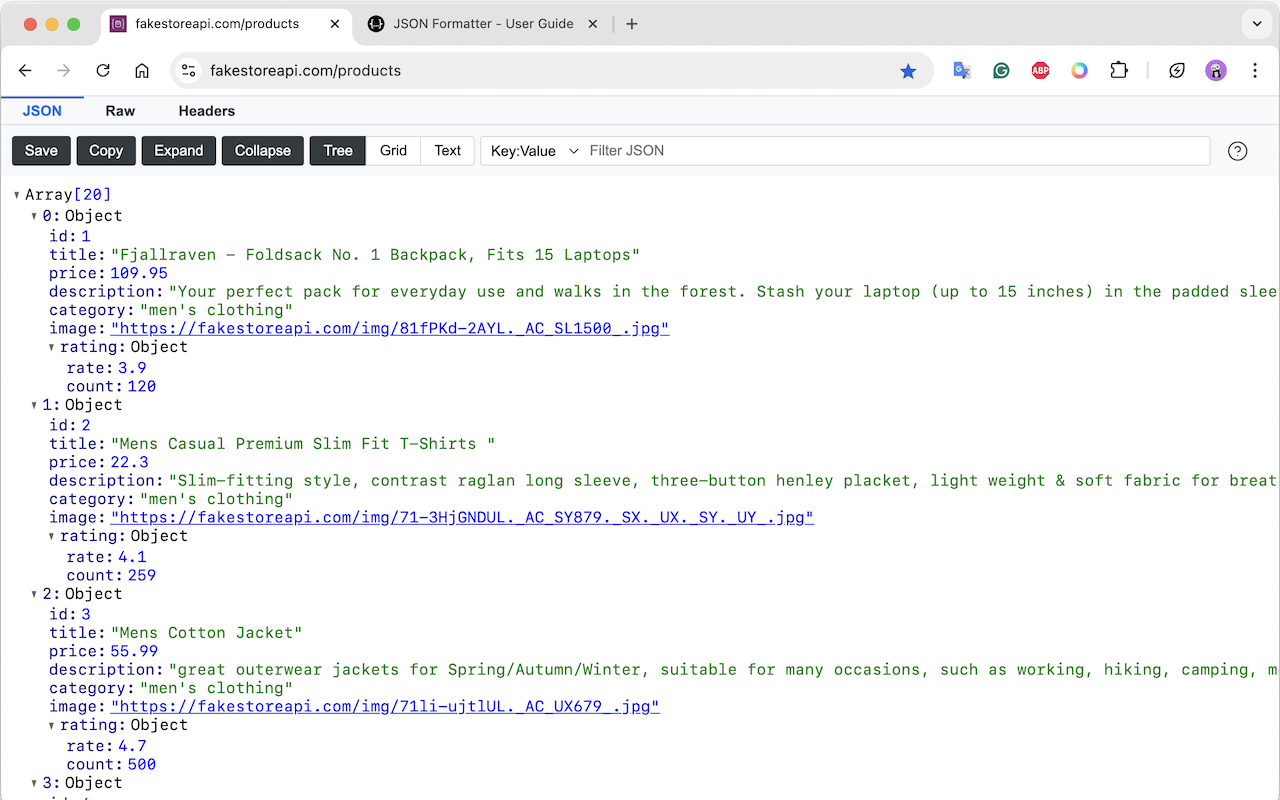 fakestoreapi.com/products
JSON Formatter - User Guide
fakestoreapi.com/products
ABP
JSON Raw Headers
Save Copy Expand Collapse Tree Grid Text Key:Value Filter JSON
Array[20]
0: Object
id: 1
title: "Fjallraven - Foldsack No. 1 Backpack, Fits 15 Laptops"
price: 109.95
description: "Your perfect pack for everyday use and walks in the forest. Stash your laptop (up to 15 inches) in the padded slee
category: "men's clothing"
image: "https://fakestoreapi.com/img/81fPKd-2AYL._AC_SL1500_.jpg"
rating: Object
rate: 3.9
count: 120
1: Object
id: 2
title: "Mens Casual Premium Slim Fit T-Shirts "
price: 22.3
description: "Slim-fitting style, contrast raglan long sleeve, three-button henley placket, light weight & soft fabric for breat
category: "men's clothing"
image: "https://fakestoreapi.com/img/71-3HjGNDUL._AC_SY879._SX._UX._SY._UY_.jpg"
rating: Object
rate: 4.1
count: 259
2: Object
id: 3
title: "Mens Cotton Jacket"
price: 55.99
description: "great outerwear jackets for Spring/Autumn/Winter, suitable for many occasions, such as working, hiking, camping, m
category: "men's clothing"
image: "https://fakestoreapi.com/img/71li-ujtlUL._AC_UX679_.jpg"
rating: Object
rate: 4.7
count: 500
3: Object